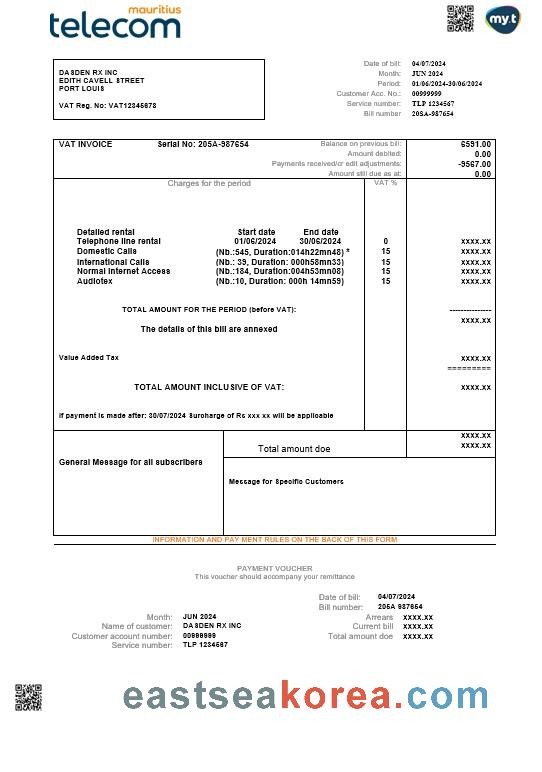 mauritius
telecom
my.t
DASDEN RX INC
EDITH CAVELL STREET
PORT LOUIS
VAT Reg. No: VAT12345678
Date of bill: 04/07/2024
Month: JUN 2024
Period: 01/06/2024-30/06/2024
Customer Acc. No.: 00999999
Service number: TLP 1234567
Bill number 205A-987654
VAT INVOICE Serial No: 205A-987654
Balance on previous bill: 6591.00
Amount debited: 0.00
Payments received/or edit adjustments: -9567.00
Amount still due as at: 0.00
Charges for the period VAT %
Detailed rental Start date End date
Telephone line rental 01/06/2024 30/06/2024 0 xxxx.xx
Domestic Calls (Nb.:545, Duration:014h22mn48) * 15 xxxx.xx
International Calls (Nb.: 39, Duration: 000h58mn33) 15 xxxx.xx
Normal Internet Access (Nb.:184, Duration:004h53mn08) 15 xxxx.xx
Audiotex (Nb.:10, Duration: 000h 14mn59) 15 xxxx.xx
TOTAL AMOUNT FOR THE PERIOD (before VAT): ---------------
xxxx.xx
The details of this bill are annexed
Value Added Tax xxxx.xx
=========
TOTAL AMOUNT INCLUSIVE OF VAT: xxxx.xx
If payment is made after: 30/07/2024 Surcharge of Rs xxx xx will be applicable
xxxx.xx
Total amount doe xxxx.xx
General Message for all subscribers
Message for Specific Customers
INFORMATION AND PAY MENT RULES ON THE BACK OF THIS FORM
PAYMENT VOUCHER
This voucher should accompany your remittance
Date of bill: 04/07/2024
Bill number: 205A 987654
Month: JUN 2024 Arrears xxxx.xx
Name of customer: DASDEN RX INC Current bill xxxx.xx
Customer account number: 00999999 Total amount doe xxxx.xx
Service number: TLP 1234567
eastseakorea.com